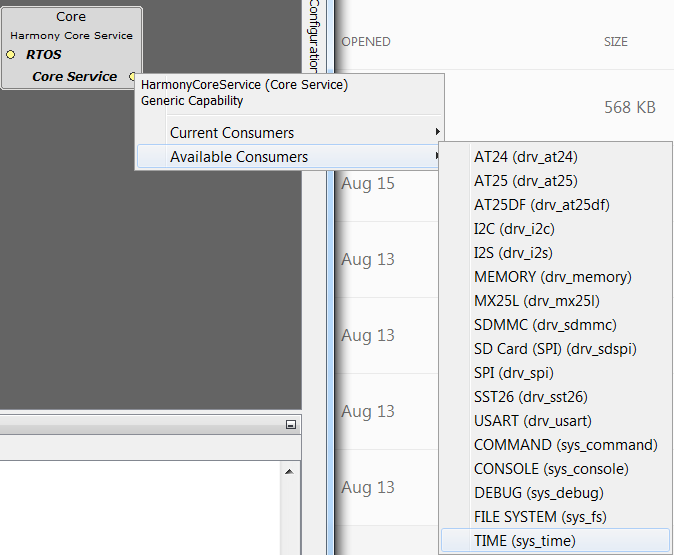 Core
Harmony Core Service
RTOS
Core Service
Configuration
HarmonyCoreService (Core Service)
Generic Capability
Current Consumers
Available Consumers
OPENED
SIZE
568 KB
Aug 15
Aug 13
Aug 13
Aug 13
Aug 13
AT24 (drv_at24)
AT25 (drv_at25)
AT25DF (drv_at25df)
I2C (drv_i2c)
I2S (drv_i2s)
MEMORY (drv_memory)
MX25L (drv_mx25l)
SDMMC (drv_sdmmc)
SD Card (SPI) (drv_sdspi)
SPI (drv_spi)
SST26 (drv_sst26)
USART (drv_usart)
COMMAND (sys_command)
CONSOLE (sys_console)
DEBUG (sys_debug)
FILE SYSTEM (sys_fs)
TIME (sys_time)